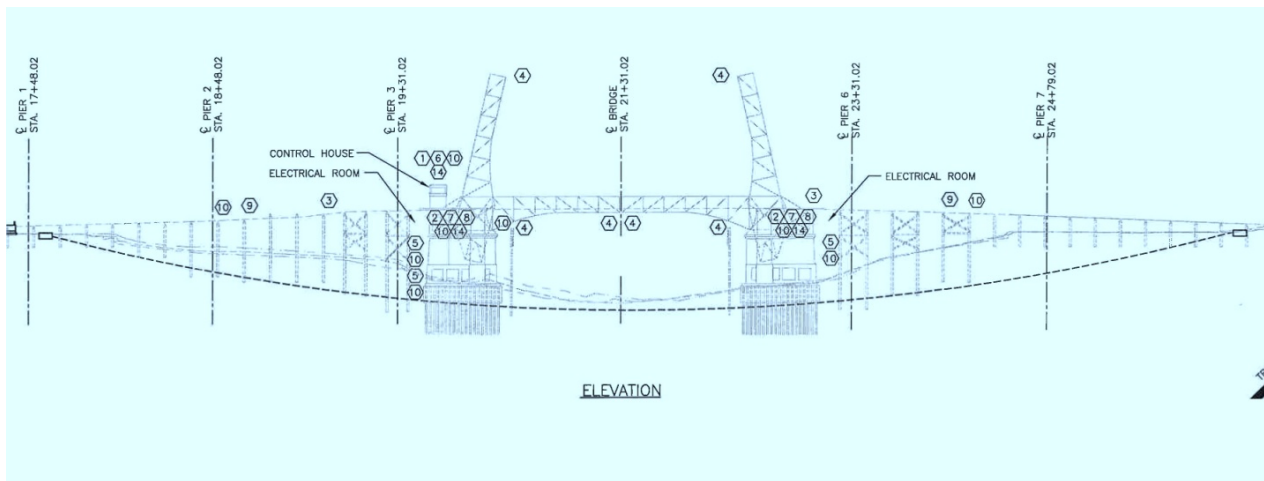 ℄ PIER 1
STA. 17+48.02
℄ PIER 2
STA. 18+48.02
℄ PIER 3
STA. 19+31.02
℄ BRIDGE
STA. 21+31.02
℄ PIER 6
STA. 23+31.02
℄ PIER 7
STA. 24+79.02
4
4
CONTROL HOUSE
1 6 10
14
ELECTRICAL ROOM
ELECTRICAL ROOM
10
9
3
2 7 8
10 14
10
4
4 4
4
3
2 7 8
10 14
9 10
5
10
5
10
5
10
ELEVATION